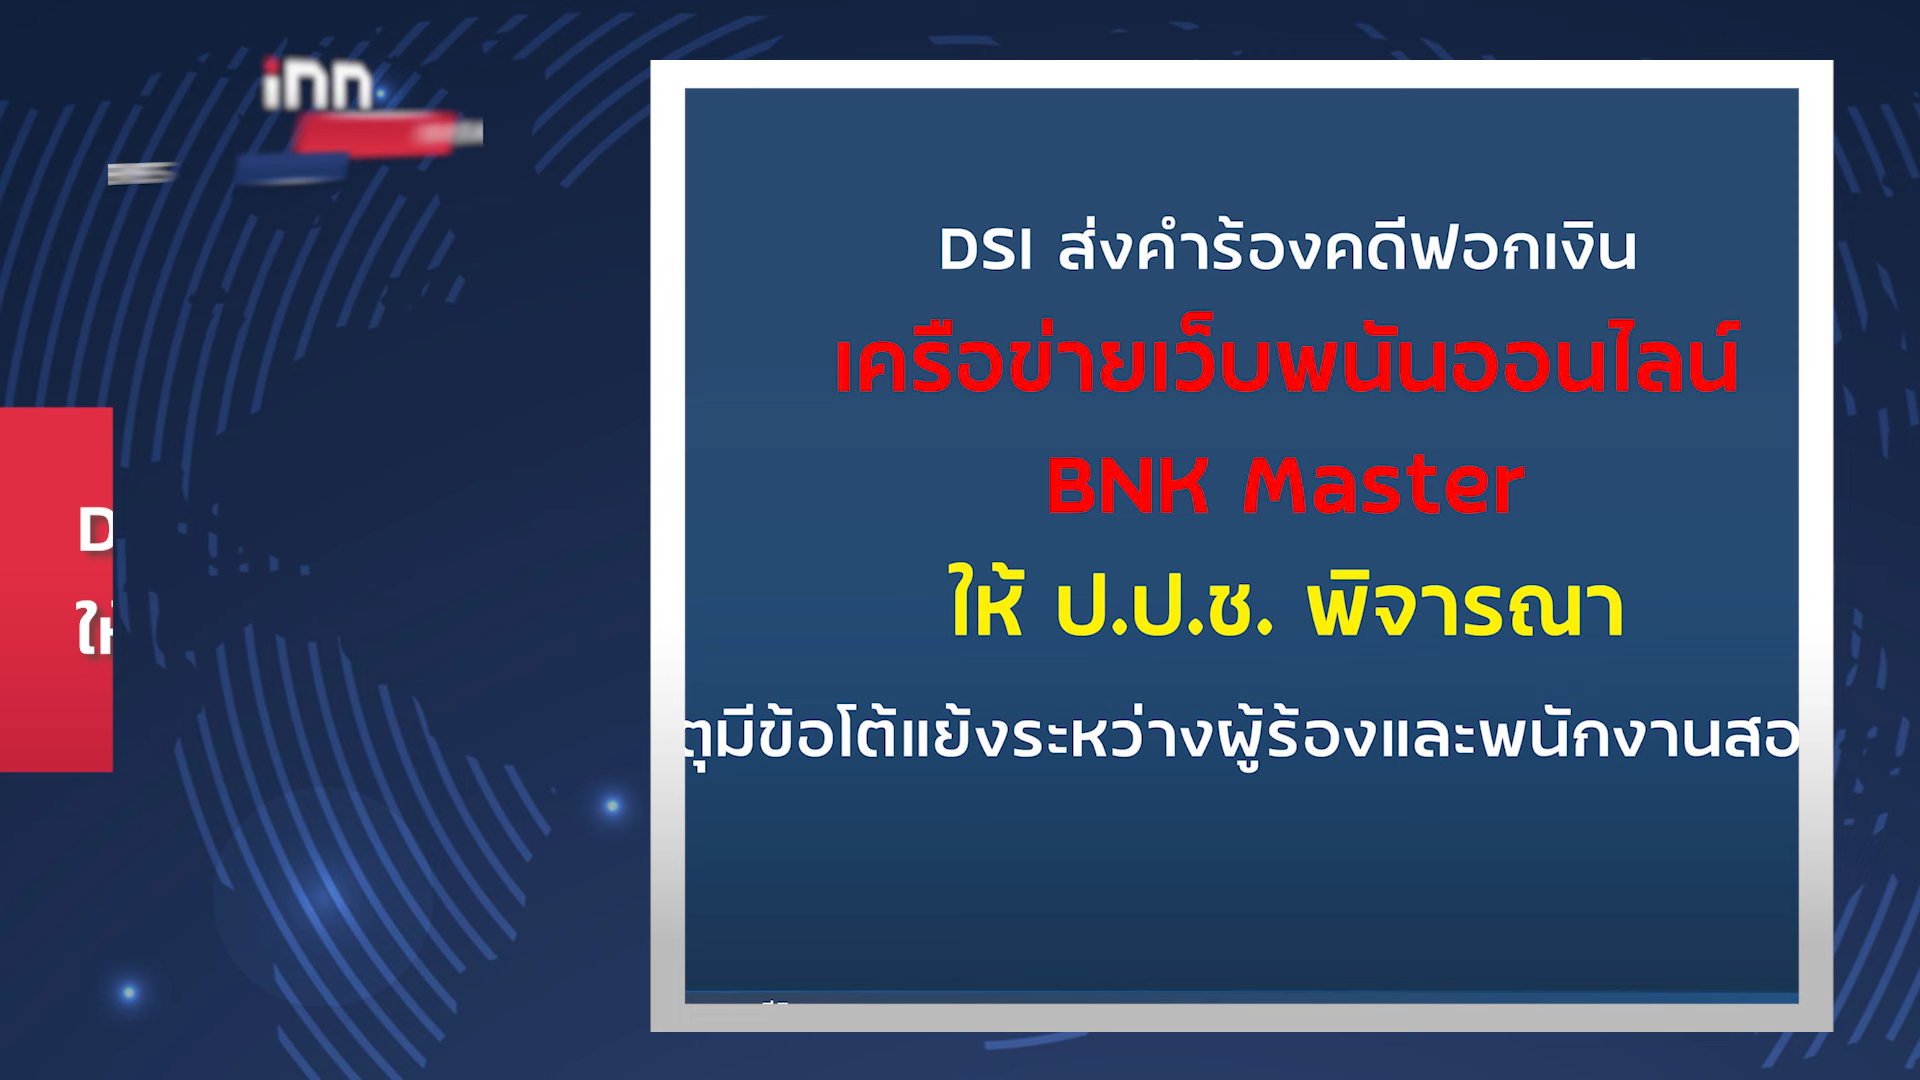 inn
D
ให้
DSI ส่งคำร้องคดีฟอกเงิน
เครือข่ายเว็บพนันออนไลน์
BNK Master
ให้ ป.ป.ช. พิจารณา
ตุมีข้อโต้แย้งระหว่างผู้ร้องและพนักงานสอ